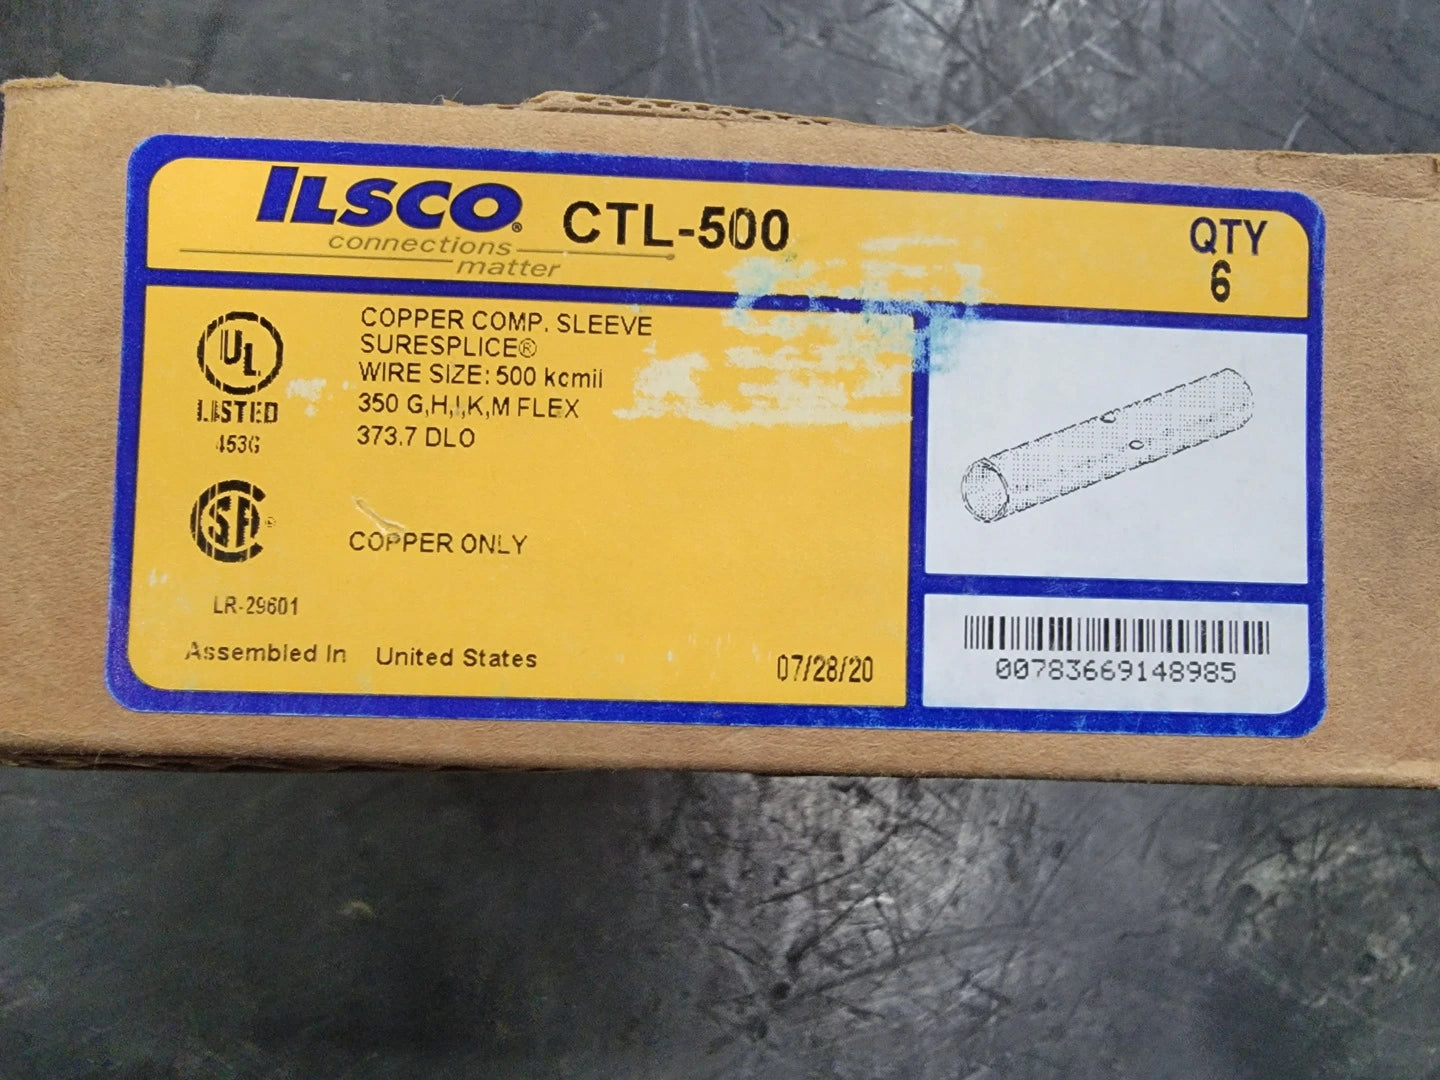 ILSCO®
connections
matter
CTL-500
QTY
6
UL
LISTED
453G
COPPER COMP. SLEEVE
SURESPLICE®
WIRE SIZE: 500 kcmil
350 G,H,I,K,M FLEX
373.7 DLO
CSA
®
COPPER ONLY
LR-29601
Assembled In United States
07/28/20
00783669148985